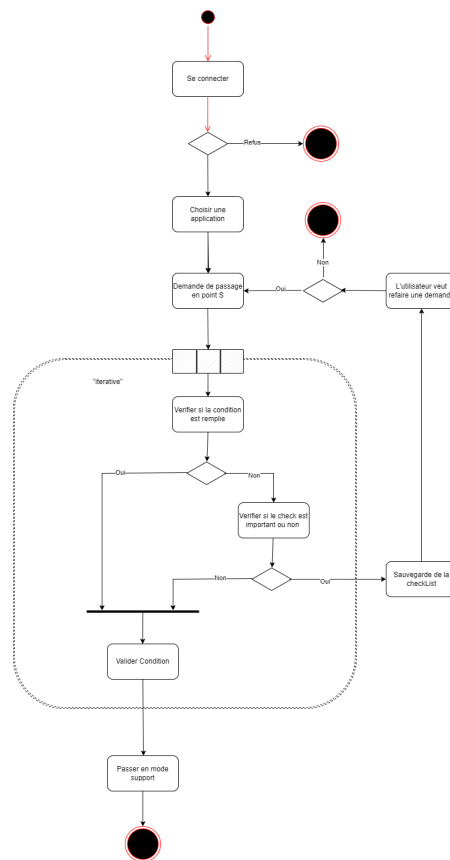 Se connecter
Refus
Choisir une
application
Non
Demande de passage
en point S
Oui
L'utilisateur veut
refaire une demand
"iterative"
Verifier si la condition
est remplie
Oui
Non
Verifier si le check est
important ou non
Non
Oui
Sauvegarde de la
checkList
Valider Condition
Passer en mode
support